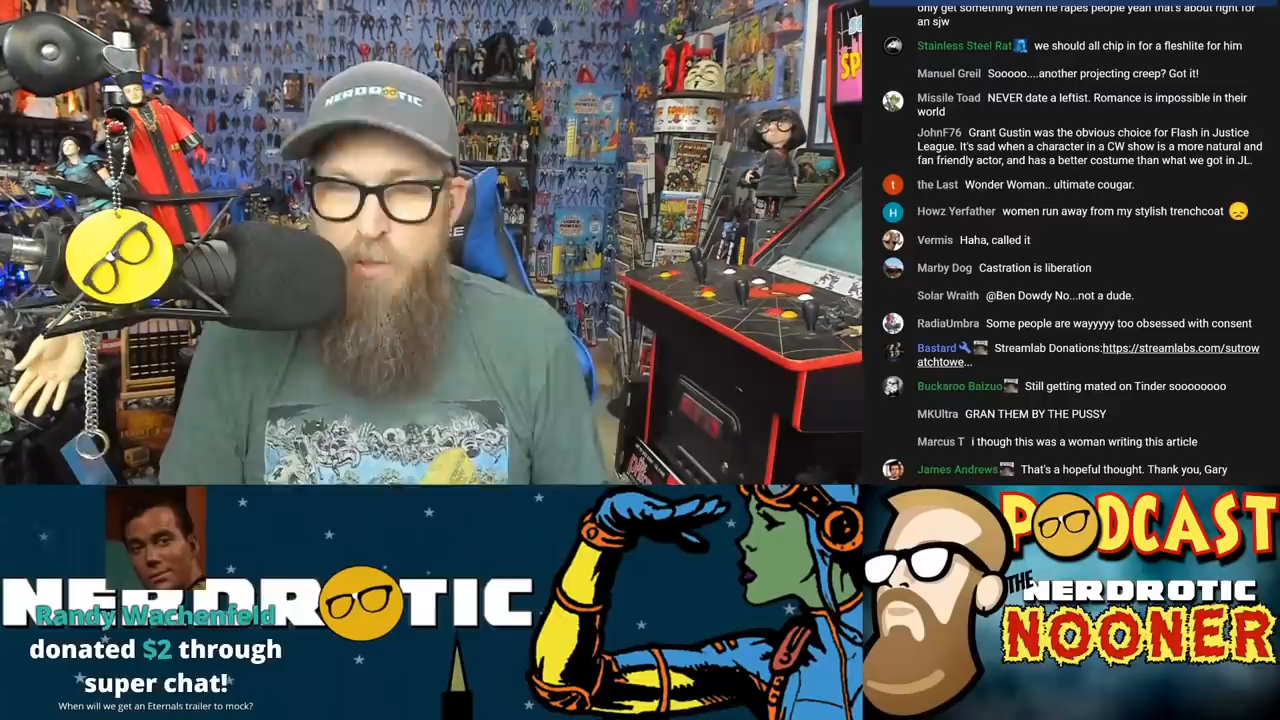 only get something when he rapes people yeah that's about right for
an sjw
Stainless Steel Rat we should all chip in for a fleshlite for him
Manuel Greil Sooooo....another projecting creep? Got it!
Missile Toad NEVER date a leftist. Romance is impossible in their
world
JohnF76 Grant Gustin was the obvious choice for Flash in Justice
League. It's sad when a character in a CW show is a more natural and
fan friendly actor, and has a better costume than what we got in JL.
t
the Last Wonder Woman.. ultimate cougar.
H
Howz Yerfather women run away from my stylish trenchcoat 😞
Vermis Haha, called it
Marby Dog Castration is liberation
Solar Wraith @Ben Dowdy No...not a dude.
RadiaUmbra Some people are wayyyyy too obsessed with consent
Bastard Streamlab Donations:https://streamlabs.com/sutrow
atchtowe...
Buckaroo Baizuo Still getting mated on Tinder soooooooo
MKUltra GRAN THEM BY THE PUSSY
Marcus T i though this was a woman writing this article
James Andrews That's a hopeful thought. Thank you, Gary
NERDROTIC
SP
COMICS
NERDROTIC
Randy Wachenfeld
donated $2 through
super chat!
When will we get an Eternals trailer to mock?
PODCAST
THE
NERDROTIC
NOONER